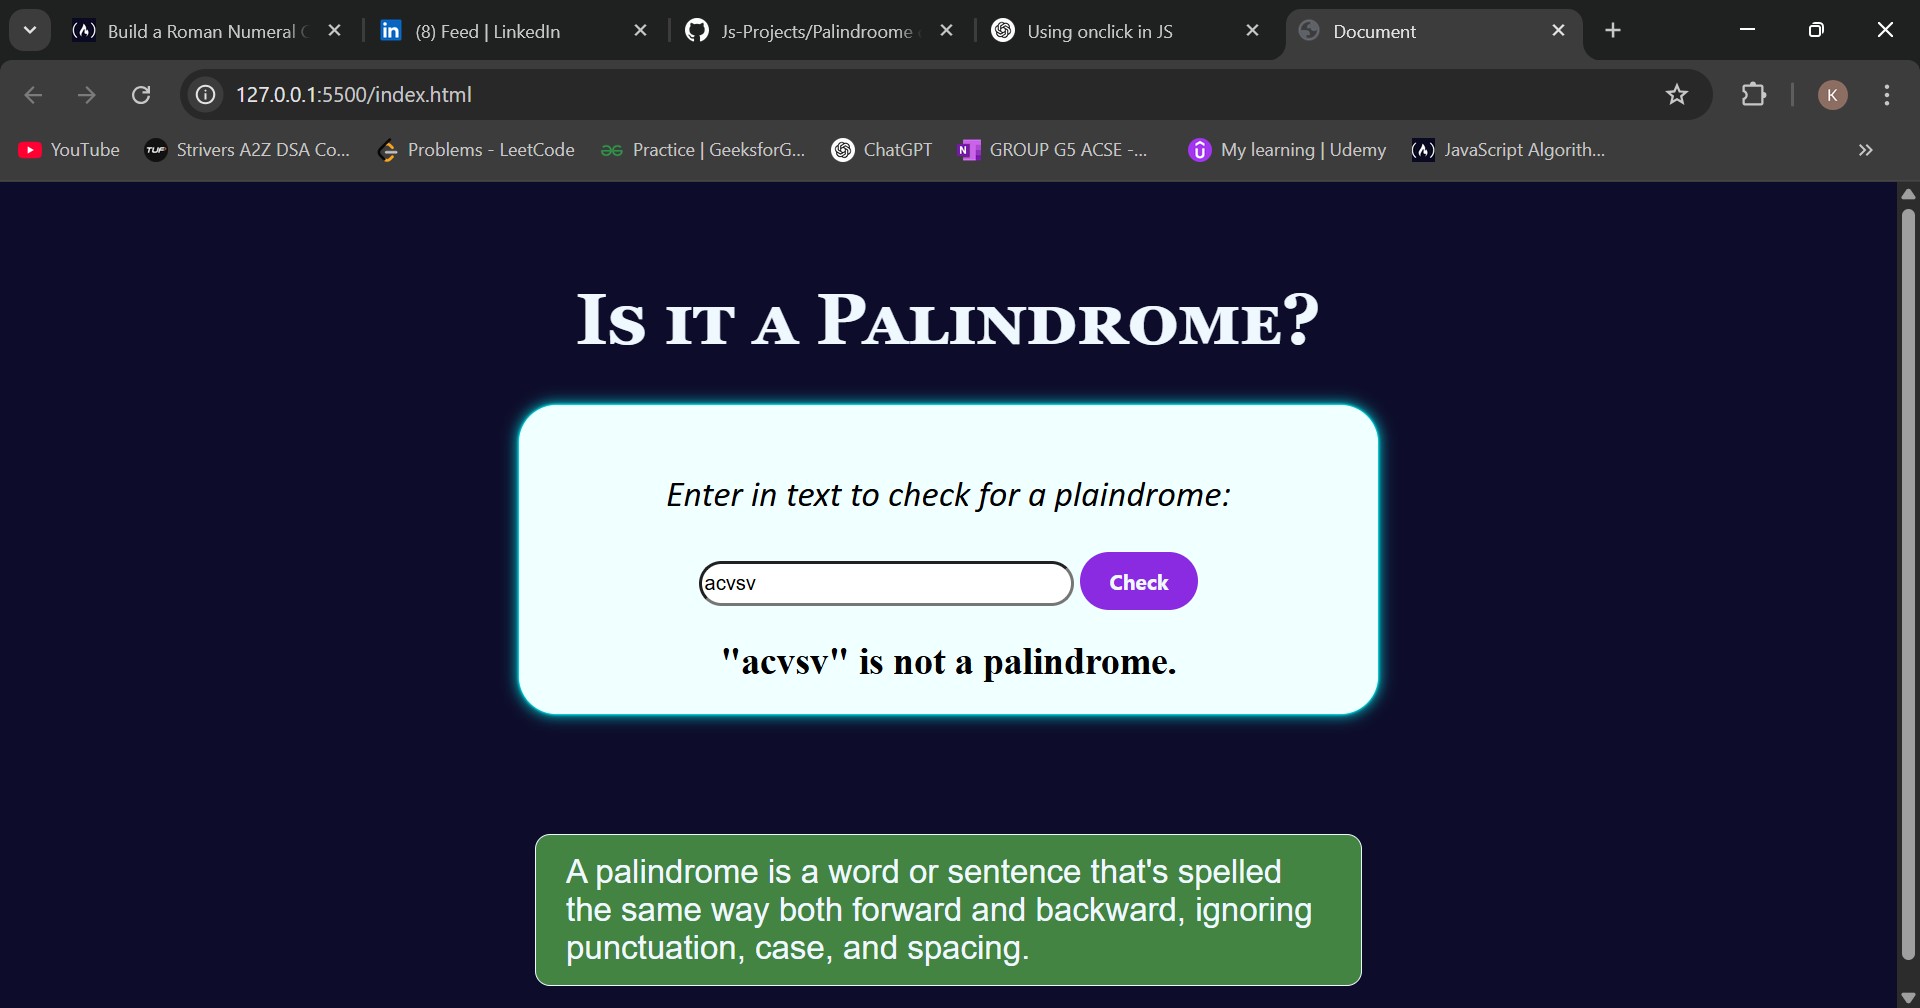 Build a Roman Numeral
(8) Feed | LinkedIn
Js-Projects/Palindroome
Using onclick in JS
Document
127.0.0.1:5500/index.html
K
YouTube
TUF
Strivers A2Z DSA Co...
Problems - LeetCode
Practice | GeeksforG...
ChatGPT
N
GROUP G5 ACSE -...
My learning | Udemy
JavaScript Algorith...
Is it a Palindrome?
Enter in text to check for a plaindrome:
acvsv
Check
"acvsv" is not a palindrome.
A palindrome is a word or sentence that's spelled
the same way both forward and backward, ignoring
punctuation, case, and spacing.